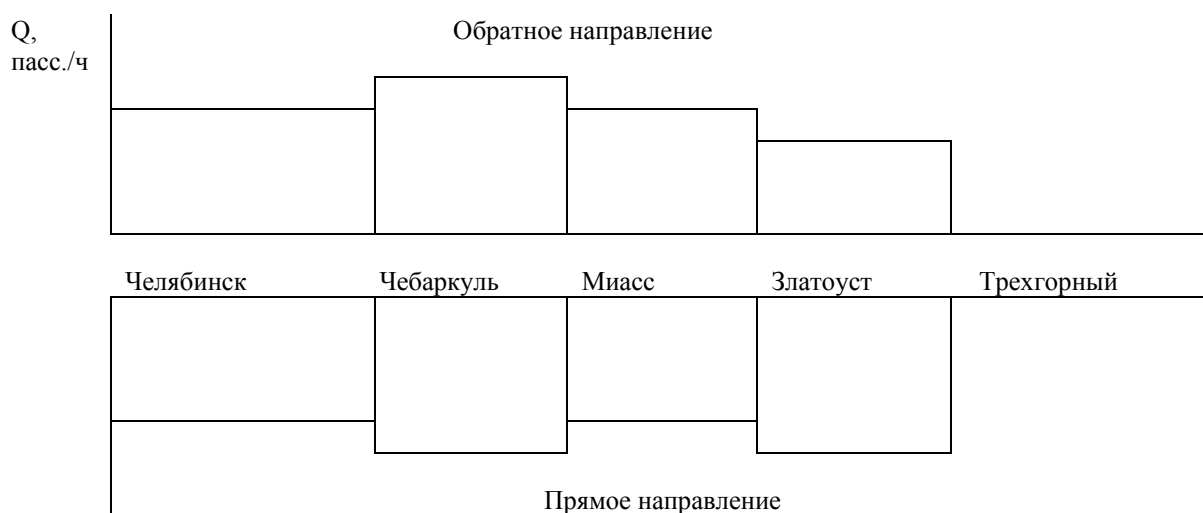 Q,
пасс./ч
Обратное направление
Челябинск Чебаркуль Миасс Златоуст Трехгорный
Прямое направление